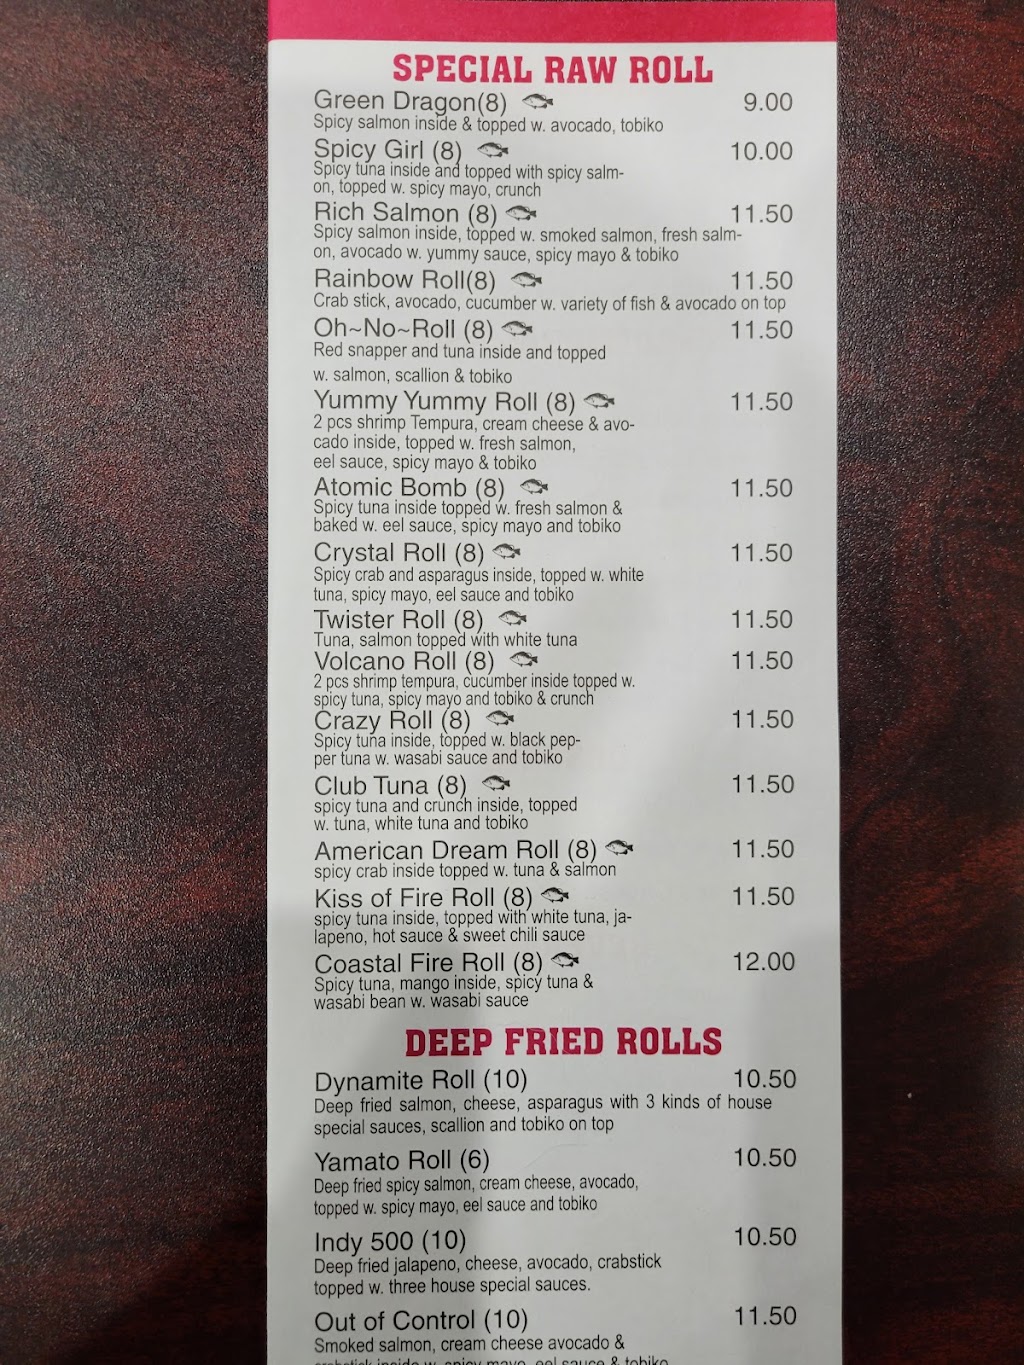 SPECIAL RAW ROLL
Green Dragon(8) 9.00
Spicy salmon inside & topped w. avocado, tobiko
Spicy Girl (8) 10.00
Spicy tuna inside and topped with spicy salm-
on, topped w. spicy mayo, crunch
Rich Salmon (8) 11.50
Spicy salmon inside, topped w. smoked salmon, fresh salm-
on, avocado w. yummy sauce, spicy mayo & tobiko
Rainbow Roll(8) 11.50
Crab stick, avocado, cucumber w. variety of fish & avocado on top
Oh~No~Roll (8) 11.50
Red snapper and tuna inside and topped
w. salmon, scallion & tobiko
Yummy Yummy Roll (8) 11.50
2 pcs shrimp Tempura, cream cheese & avo-
cado inside, topped w. fresh salmon,
eel sauce, spicy mayo & tobiko
Atomic Bomb (8) 11.50
Spicy tuna inside topped w. fresh salmon &
baked w. eel sauce, spicy mayo and tobiko
Crystal Roll (8) 11.50
Spicy crab and asparagus inside, topped w. white
tuna, spicy mayo, eel sauce and tobiko
Twister Roll (8) 11.50
Tuna, salmon topped with white tuna
Volcano Roll (8) 11.50
2 pcs shrimp tempura, cucumber inside topped w.
spicy tuna, spicy mayo and tobiko & crunch
Crazy Roll (8) 11.50
Spicy tuna inside, topped w. black pep-
per tuna w. wasabi sauce and tobiko
Club Tuna (8) 11.50
spicy tuna and crunch inside, topped
w. tuna, white tuna and tobiko
American Dream Roll (8) 11.50
spicy crab inside topped w. tuna & salmon
Kiss of Fire Roll (8) 11.50
spicy tuna inside, topped with white tuna, ja-
lapeno, hot sauce & sweet chili sauce
Coastal Fire Roll (8) 12.00
Spicy tuna, mango inside, spicy tuna &
wasabi bean w. wasabi sauce
DEEP FRIED ROLLS
Dynamite Roll (10) 10.50
Deep fried salmon, cheese, asparagus with 3 kinds of house
special sauces, scallion and tobiko on top
Yamato Roll (6) 10.50
Deep fried spicy salmon, cream cheese, avocado,
topped w. spicy mayo, eel sauce and tobiko
Indy 500 (10) 10.50
Deep fried jalapeno, cheese, avocado, crabstick
topped w. three house special sauces.
Out of Control (10) 11.50
Smoked salmon, cream cheese avocado &
crabstick inside w. spicy mayo, eel sauce & tobiko